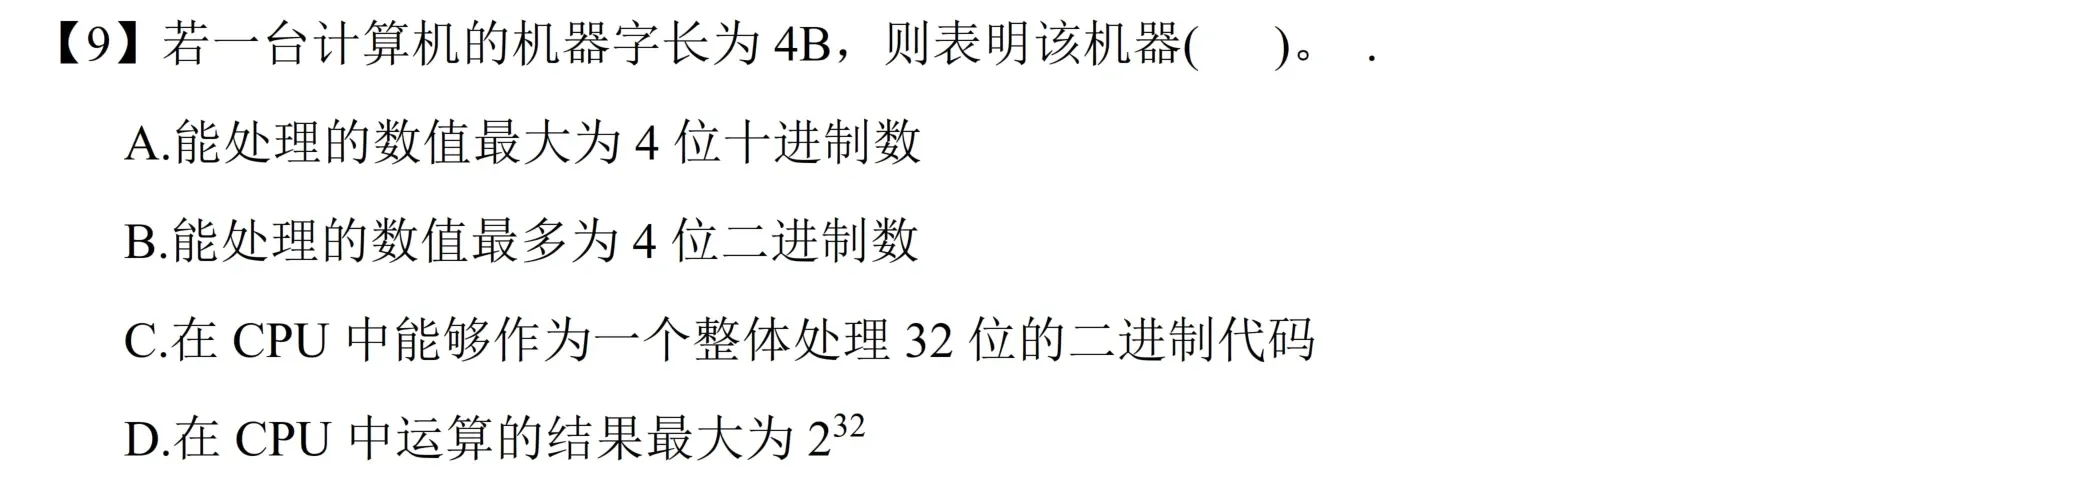 【9】若一台计算机的机器字长为 4B，则表明该机器(    )。 .
A.能处理的数值最大为 4 位十进制数
B.能处理的数值最多为 4 位二进制数
C.在 CPU 中能够作为一个整体处理 32 位的二进制代码
D.在 CPU 中运算的结果最大为 2³²